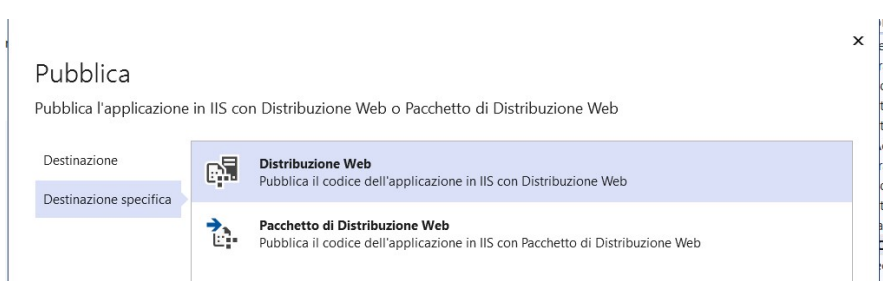 Pubblica
Pubblica l'applicazione in IIS con Distribuzione Web o Pacchetto di Distribuzione Web
Destinazione
Destinazione specifica
Distribuzione Web
Pubblica il codice dell'applicazione in IIS con Distribuzione Web
Pacchetto di Distribuzione Web
Pubblica il codice dell'applicazione in IIS con Pacchetto di Distribuzione Web